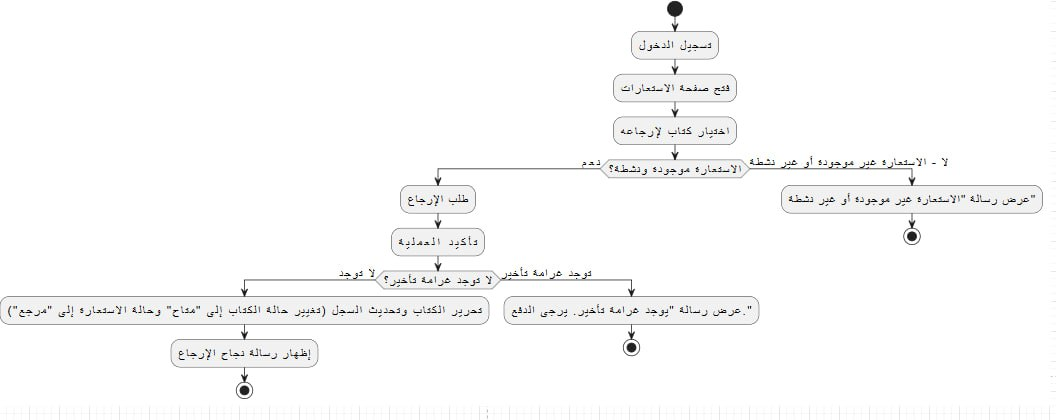 تسجيل الدخول
فتح صفحة الاستعارات
اختيار كتاب لإرجاعه
الاستعارة موجودة ونشطة؟
نعم
لا - الاستعارة غير موجودة أو غير نشطة
طلب الإرجاع
عرض رسالة "الاستعارة غير موجودة أو غير نشطة"
تأكيد العملية
لا توجد غرامة تأخير؟
لا توجد
توجد غرامة تأخير
تحرير الكتاب وتحديث السجل (تغيير حالة الكتاب إلى "متاح" وحالة الاستعارة إلى "مرجع")
عرض رسالة "يوجد غرامة تأخير. يرجى الدفع."
إظهار رسالة نجاح الإرجاع